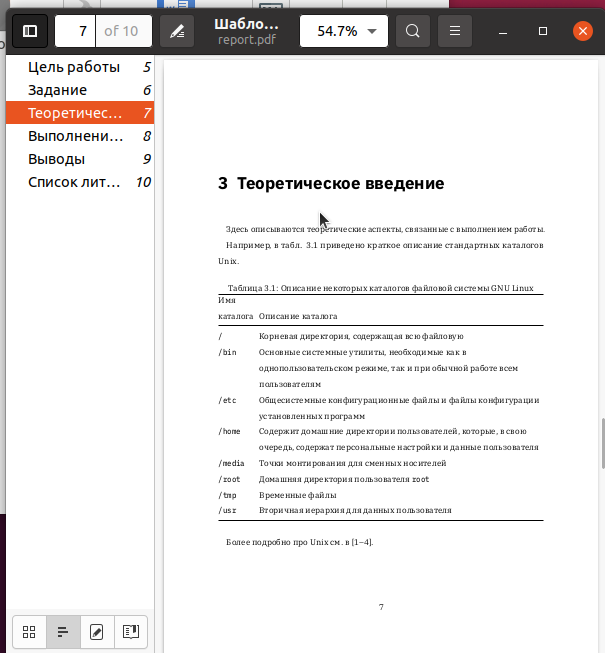 7 of 10
Шабло...
report.pdf
54.7%
Цель работы 5
Задание 6
Теоретичес... 7
Выполнени... 8
Выводы 9
Список лит... 10
3 Теоретическое введение
Здесь описываются теоретические аспекты, связанные с выполнением работы.
Например, в табл. 3.1 приведено краткое описание стандартных каталогов
Unix.
Таблица 3.1: Описание некоторых каталогов файловой системы GNU Linux
Имя
каталога Описание каталога
/ Корневая директория, содержащая всю файловую
/bin Основные системные утилиты, необходимые как в
однопользовательском режиме, так и при обычной работе всем
пользователям
/etc Общесистемные конфигурационные файлы и файлы конфигурации
установленных программ
/home Содержит домашние директории пользователей, которые, в свою
очередь, содержат персональные настройки и данные пользователя
/media Точки монтирования для сменных носителей
/root Домашняя директория пользователя root
/tmp Временные файлы
/usr Вторичная иерархия для данных пользователя
Более подробно про Unix см. в [1–4].
7